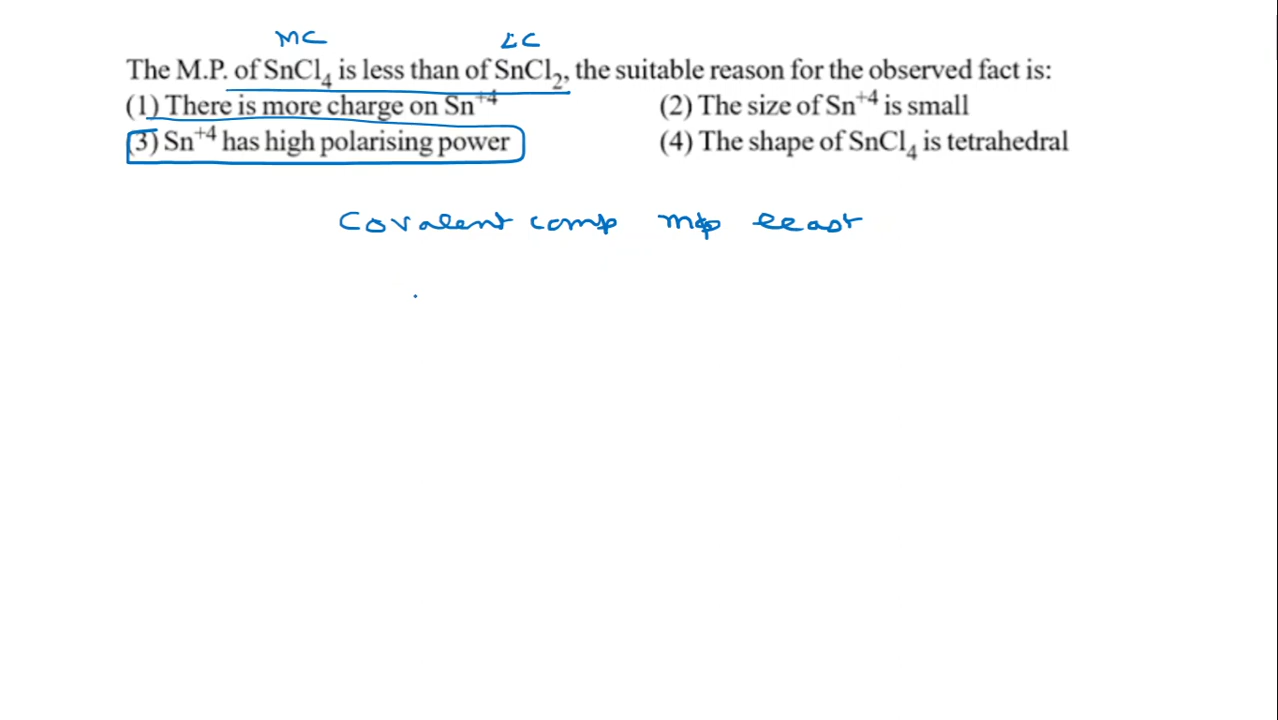 MC LC
The M.P. of SnCl₄ is less than of SnCl₂, the suitable reason for the observed fact is:
(1) There is more charge on Sn⁺⁴ (2) The size of Sn⁺⁴ is small
(3) Sn⁺⁴ has high polarising power (4) The shape of SnCl₄ is tetrahedral
Covalent comp mp least